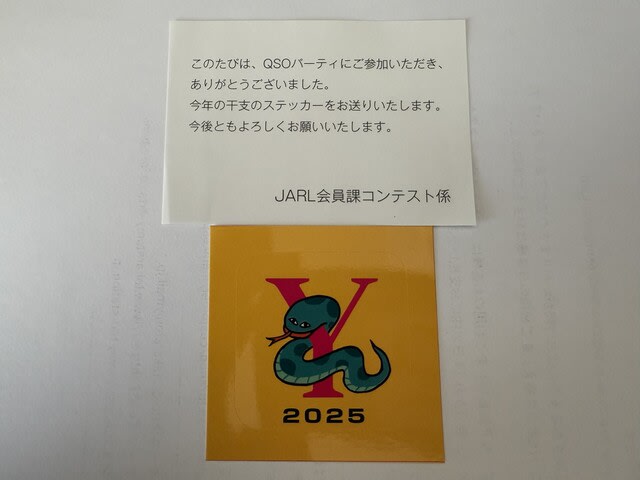 このたびは、QSOパーティにご参加いただき、
ありがとうございました。
今年の干支のステッカーをお送りいたします。
今後ともよろしくお願いいたします。
JARL会員課コンテスト係
Y
2025